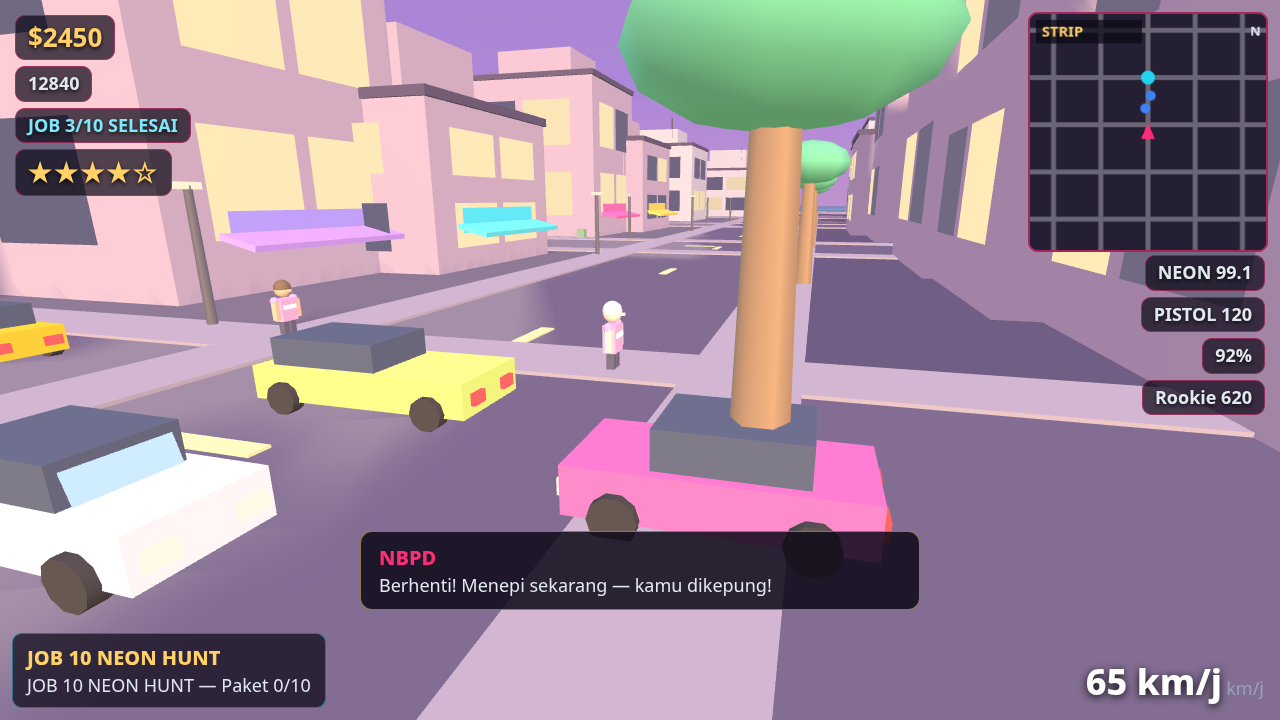 $2450
12840
JOB 3/10 SELESAI
★★★★☆
STRIP
N
NEON 99.1
PISTOL 120
92%
Rookie 620
NBPD
Berhenti! Menepi sekarang — kamu dikepung!
JOB 10 NEON HUNT
JOB 10 NEON HUNT — Paket 0/10
65 km/j km/j